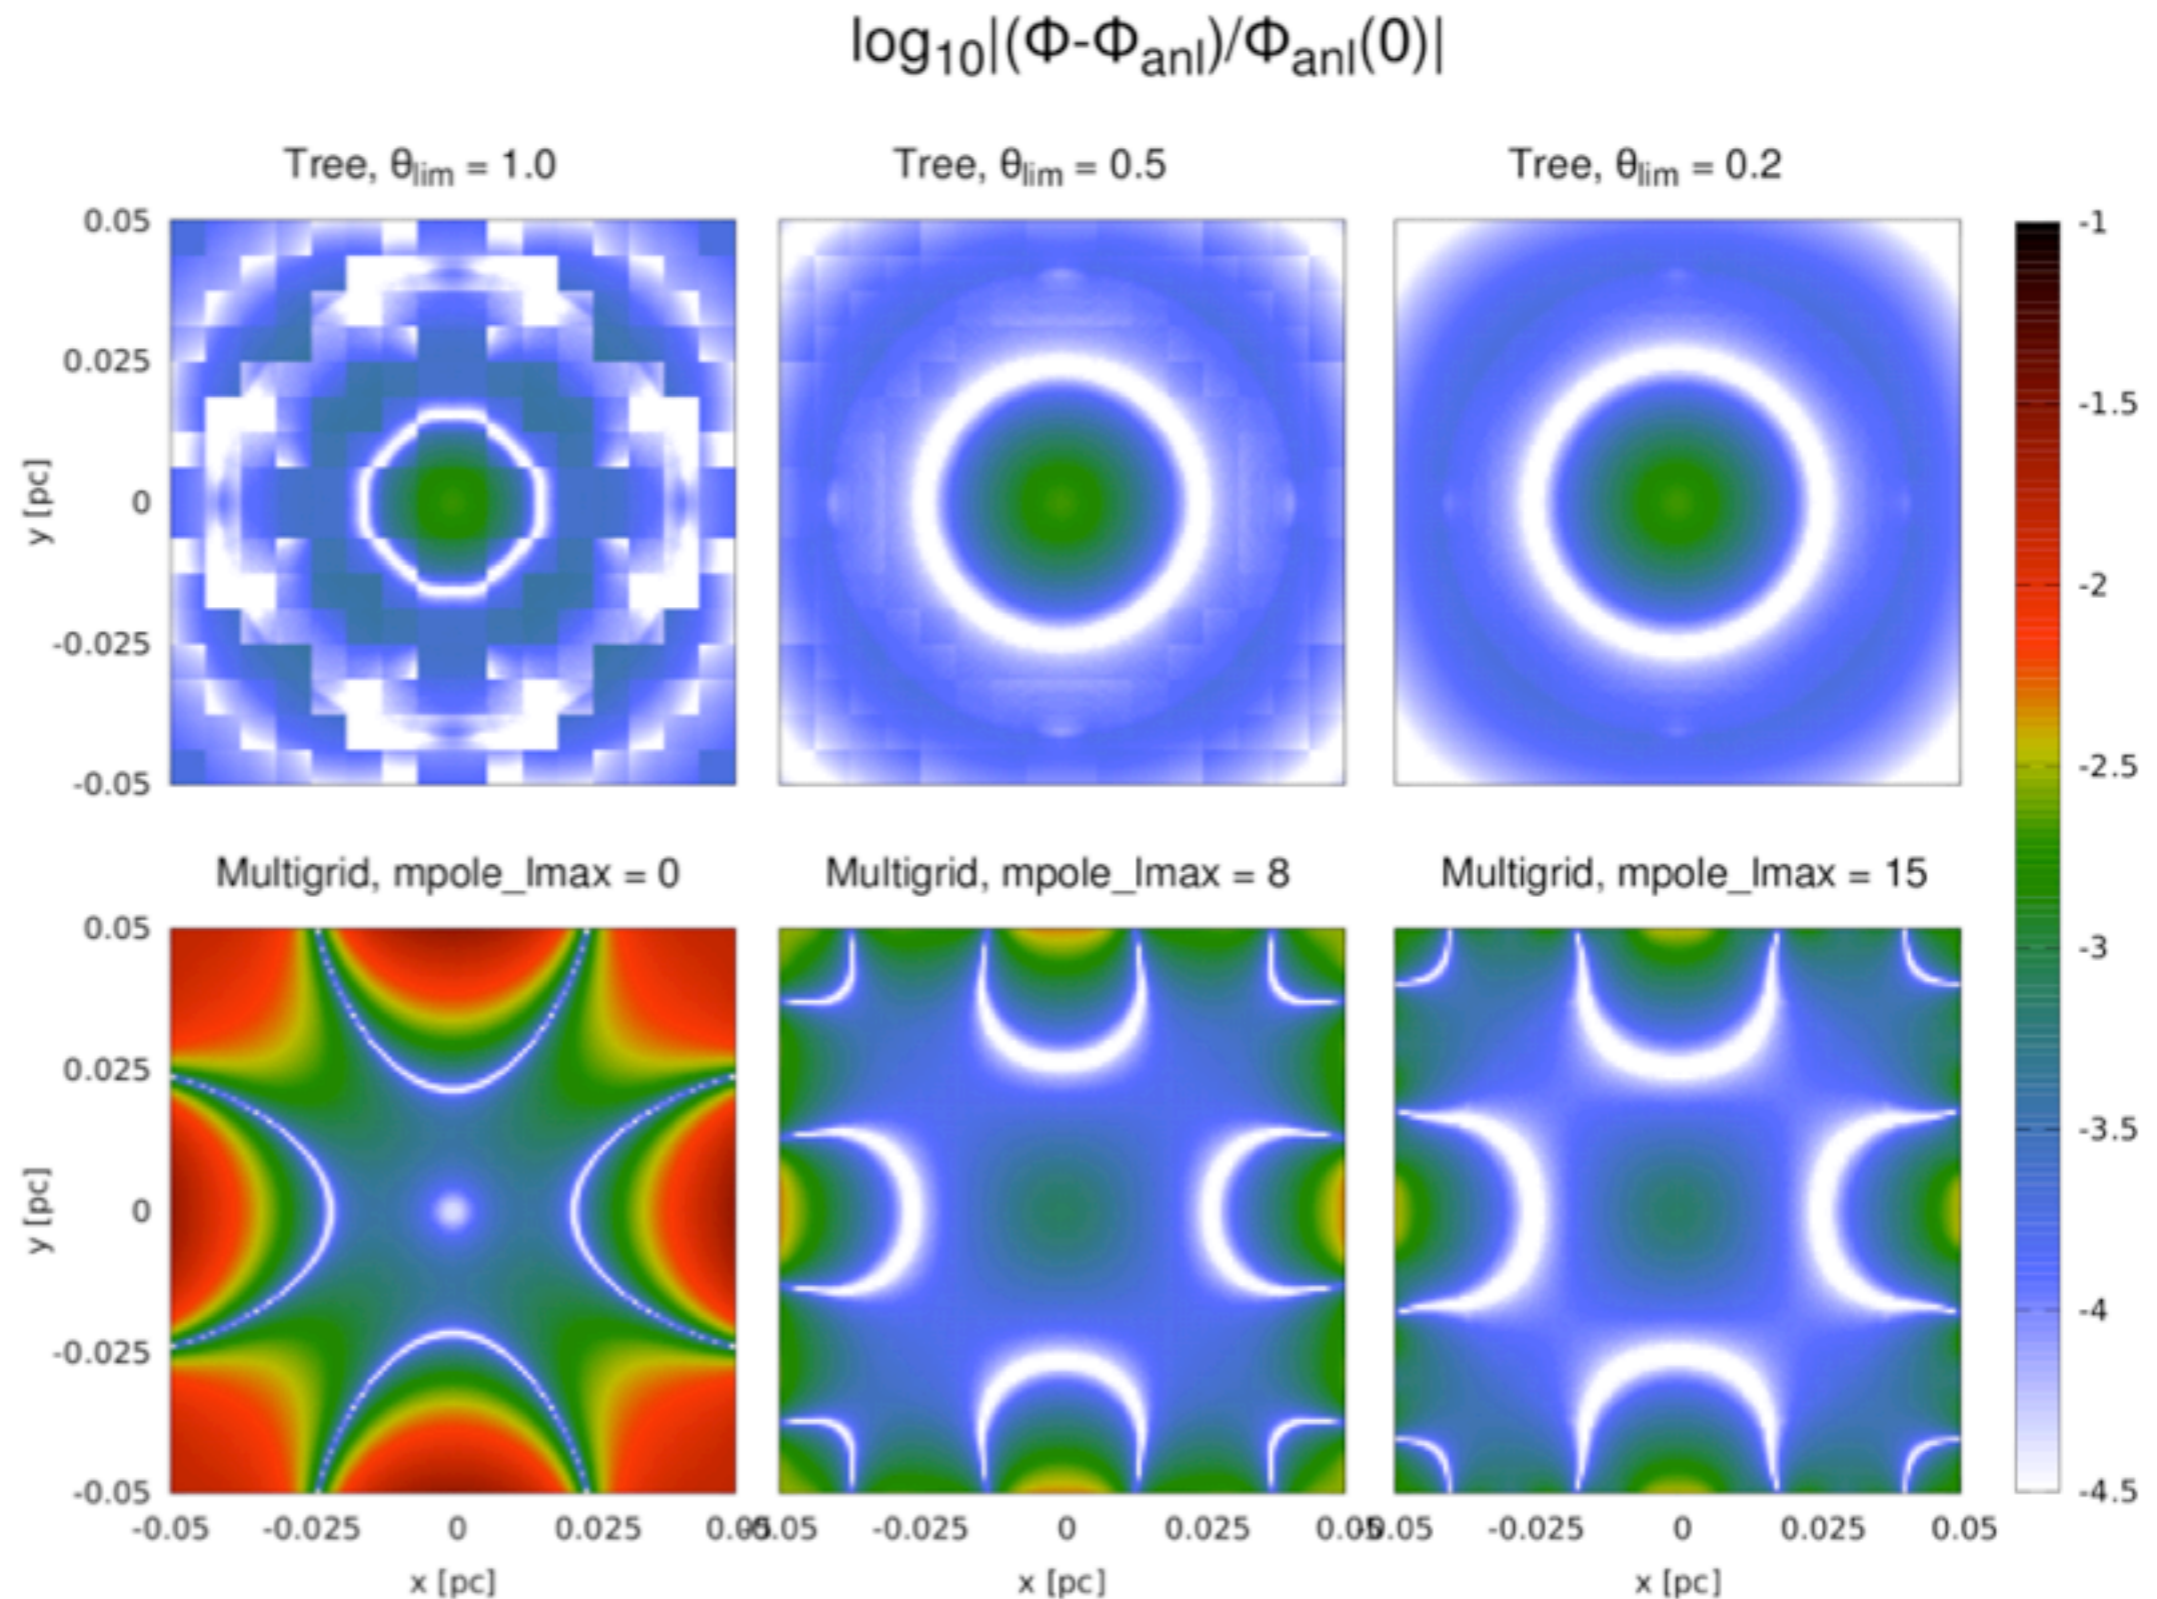 log10|(Φ-Φanl)/Φanl(0)|
Tree, θlim = 1.0
Tree, θlim = 0.5
Tree, θlim = 0.2
0.05
0.025
0
-0.025
-0.05
y [pc]
-1
-1.5
-2
-2.5
-3
-3.5
-4
-4.5
Multigrid, mpole_lmax = 0
Multigrid, mpole_lmax = 8
Multigrid, mpole_lmax = 15
0.05
0.025
0
-0.025
-0.05
y [pc]
-0.05 -0.025 0 0.025 0.05
-0.05 -0.025 0 0.025 0.05
-0.05 -0.025 0 0.025 0.05
x [pc]
x [pc]
x [pc]